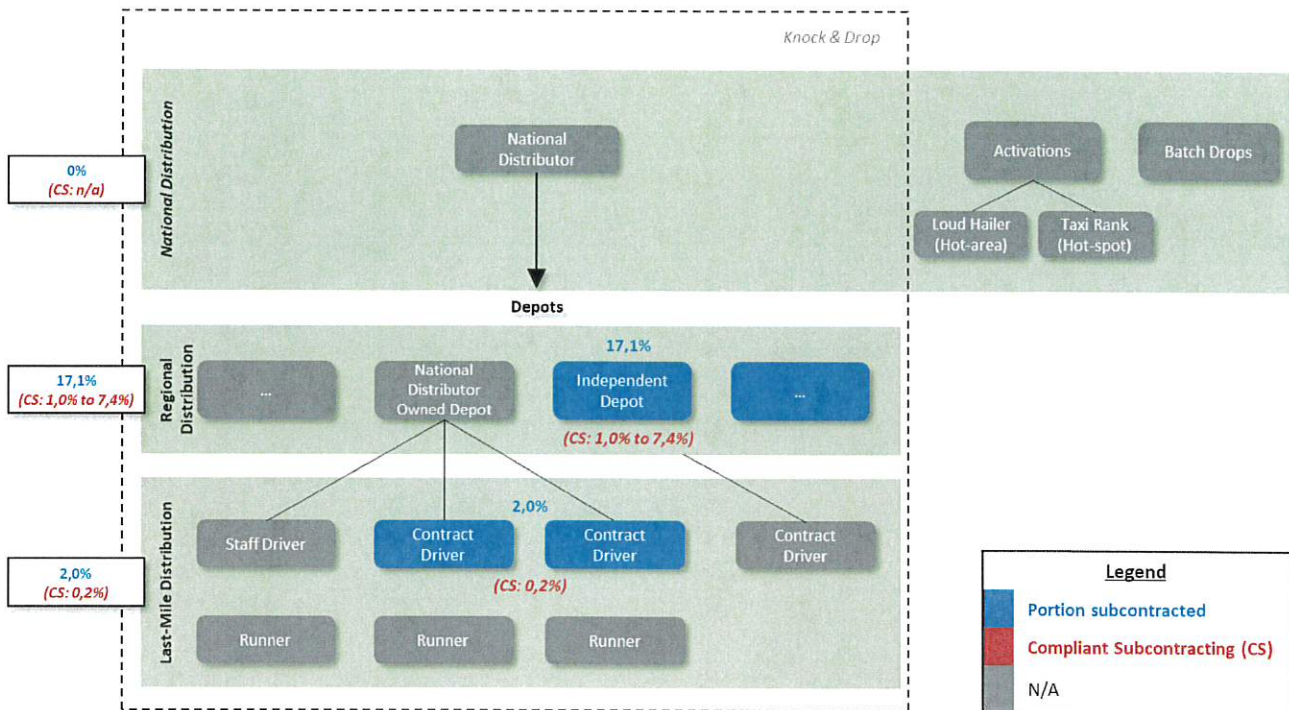 Knock & Drop
National Distribution
National
Distributor
Activations
Batch Drops
0%
(CS: n/a)
Loud Hailer
(Hot-area)
Taxi Rank
(Hot-spot)
Depots
Regional
Distribution
17,1%
17,1%
(CS: 1,0% to 7,4%)
...
National
Distributor
Owned Depot
Independent
Depot
...
(CS: 1,0% to 7,4%)
Last-Mile Distribution
2,0%
Staff Driver
Contract
Driver
Contract
Driver
Contract
Driver
2,0%
(CS: 0,2%)
(CS: 0,2%)
Runner
Runner
Runner
Legend
Portion subcontracted
Compliant Subcontracting (CS)
N/A